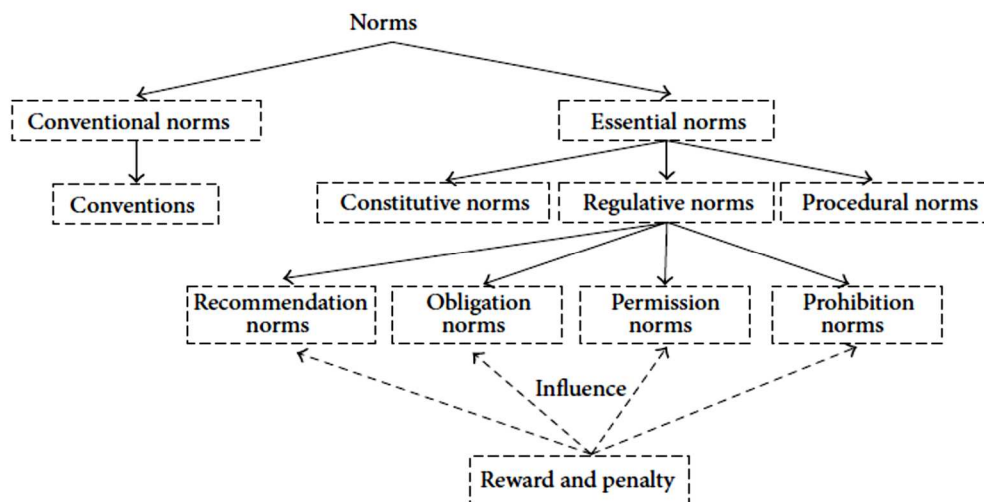 Norms
Conventional norms
Essential norms
Conventions
Constitutive norms
Regulative norms
Procedural norms
Recommendation
norms
Obligation
norms
Permission
norms
Prohibition
norms
Influence
Reward and penalty